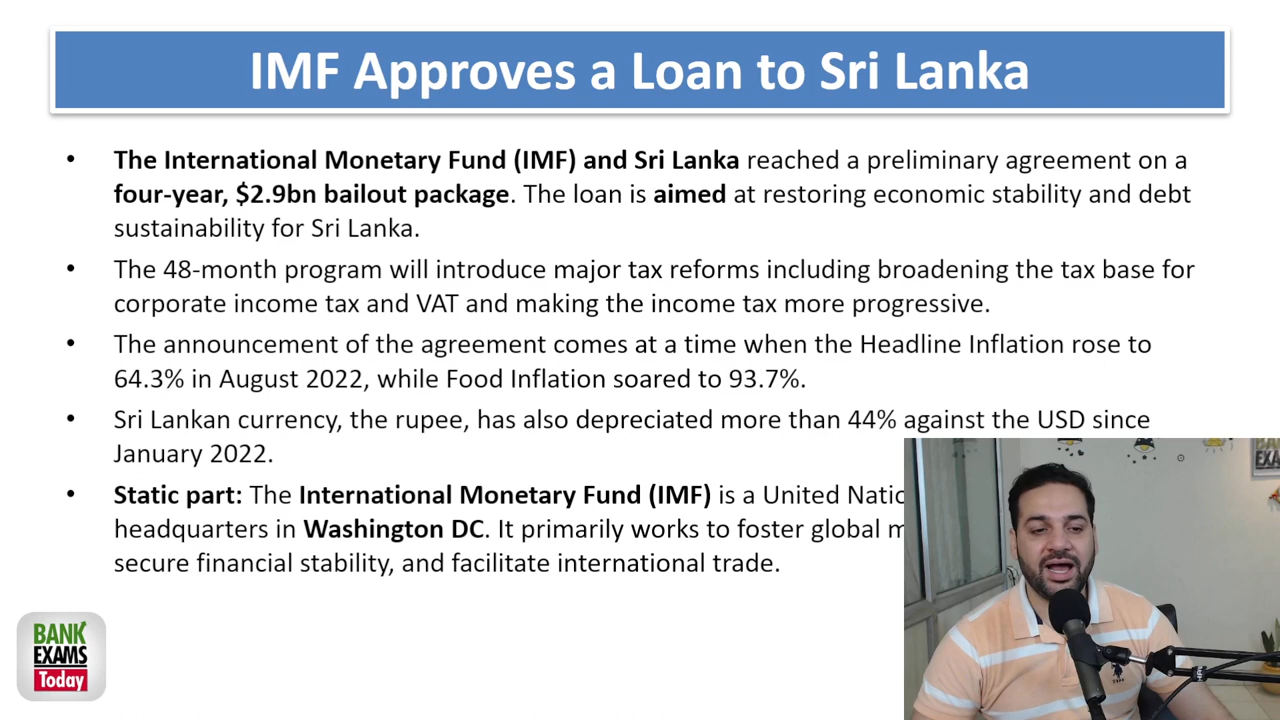 IMF Approves a Loan to Sri Lanka
• The International Monetary Fund (IMF) and Sri Lanka reached a preliminary agreement on a
four-year, $2.9bn bailout package. The loan is aimed at restoring economic stability and debt
sustainability for Sri Lanka.
• The 48-month program will introduce major tax reforms including broadening the tax base for
corporate income tax and VAT and making the income tax more progressive.
• The announcement of the agreement comes at a time when the Headline Inflation rose to
64.3% in August 2022, while Food Inflation soared to 93.7%.
• Sri Lankan currency, the rupee, has also depreciated more than 44% against the USD since
January 2022.
• Static part: The International Monetary Fund (IMF) is a United
headquarters in Washington DC. It primarily works to foster global
secure financial stability, and facilitate international trade.
BANK
EXAMS
Today